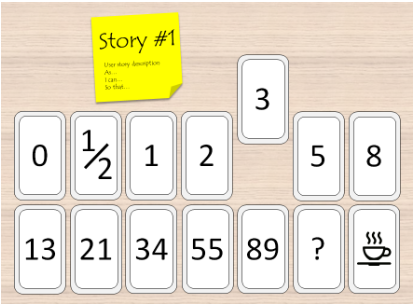 Story #1
User story description
As...
I can...
So that...
3
0 1/2 1 2 5 8
13 21 34 55 89 ?